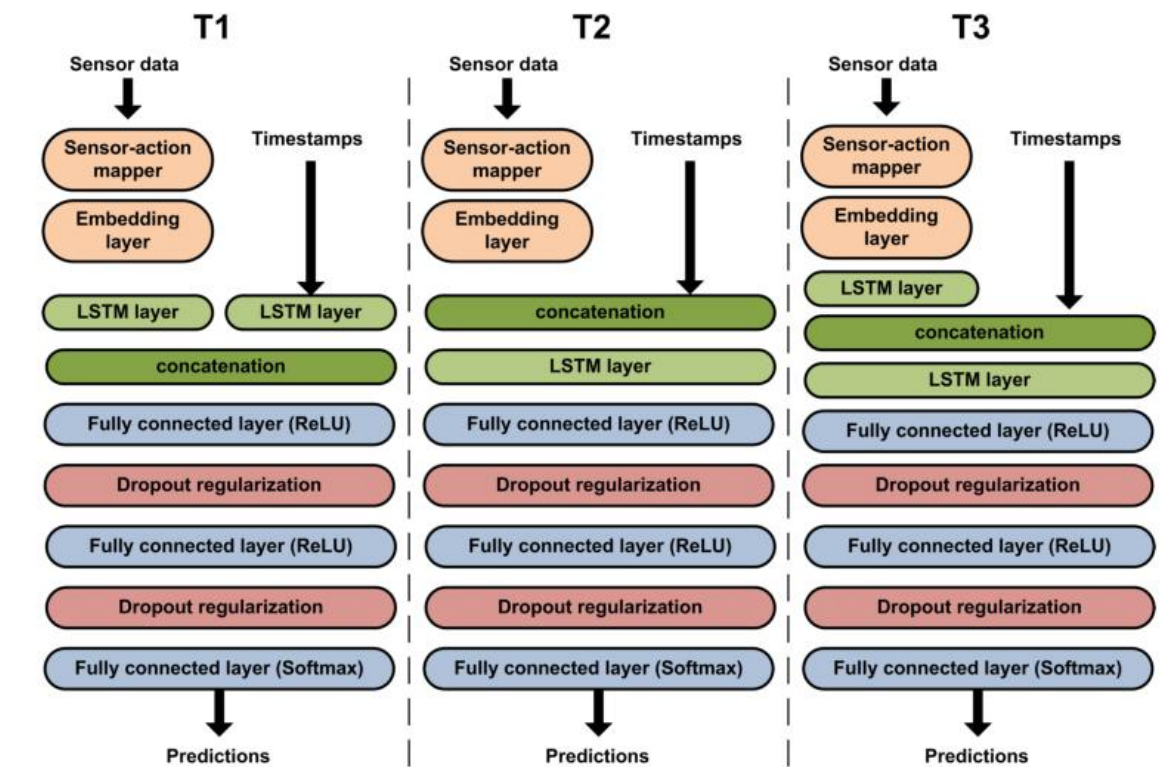 T1
Sensor data
Sensor-action
mapper
Timestamps
Embedding
layer
LSTM layer
LSTM layer
concatenation
Fully connected layer (ReLU)
Dropout regularization
Fully connected layer (ReLU)
Dropout regularization
Fully connected layer (Softmax)
Predictions
T2
Sensor data
Sensor-action
mapper
Timestamps
Embedding
layer
concatenation
LSTM layer
Fully connected layer (ReLU)
Dropout regularization
Fully connected layer (ReLU)
Dropout regularization
Fully connected layer (Softmax)
Predictions
T3
Sensor data
Sensor-action
mapper
Timestamps
Embedding
layer
LSTM layer
concatenation
LSTM layer
Fully connected layer (ReLU)
Dropout regularization
Fully connected layer (ReLU)
Dropout regularization
Fully connected layer (Softmax)
Predictions